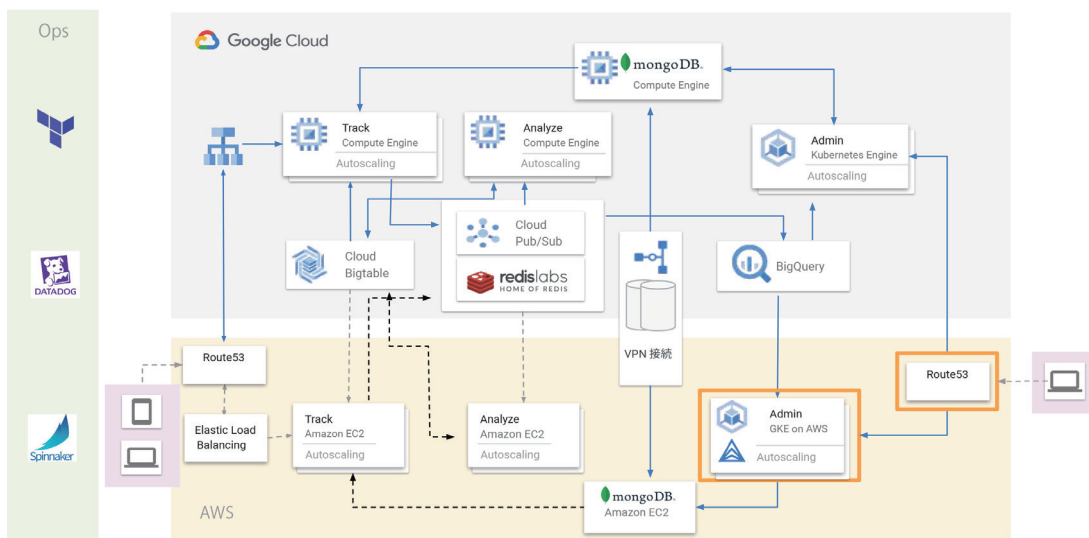 Ops
Google Cloud
mongoDB.
Compute Engine
Track
Compute Engine
Autoscaling
Analyze
Compute Engine
Autoscaling
Admin
Kubernetes Engine
Autoscaling
Cloud
Pub/Sub
Cloud
Bigtable
redislabs
HOME OF REDIS
BigQuery
DATADOG
VPN 接続
Route53
Route53
Elastic Load
Balancing
Track
Amazon EC2
Autoscaling
Analyze
Amazon EC2
Autoscaling
Admin
GKE on AWS
Autoscaling
Spinnaker
mongoDB.
Amazon EC2
AWS